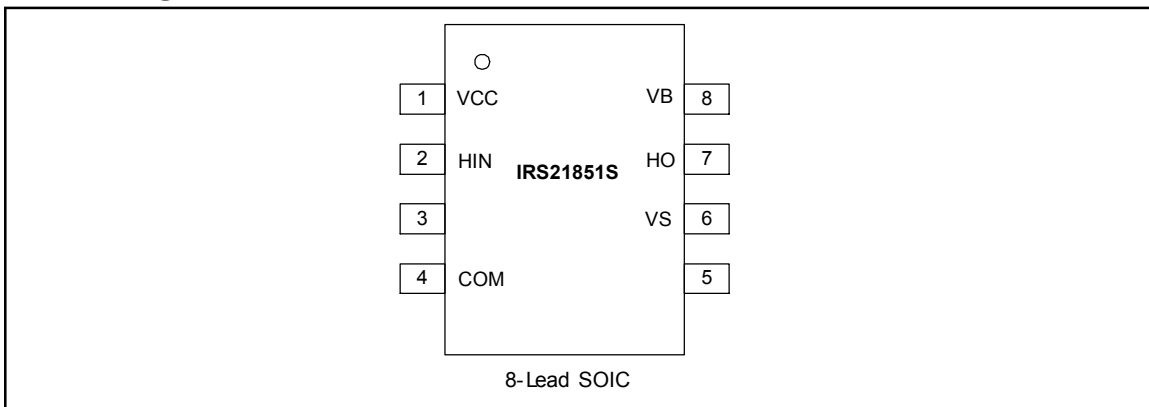 1 VCC VB 8
2 HIN IRS21851S HO 7
3 VS 6
4 COM 5
8-Lead SOIC